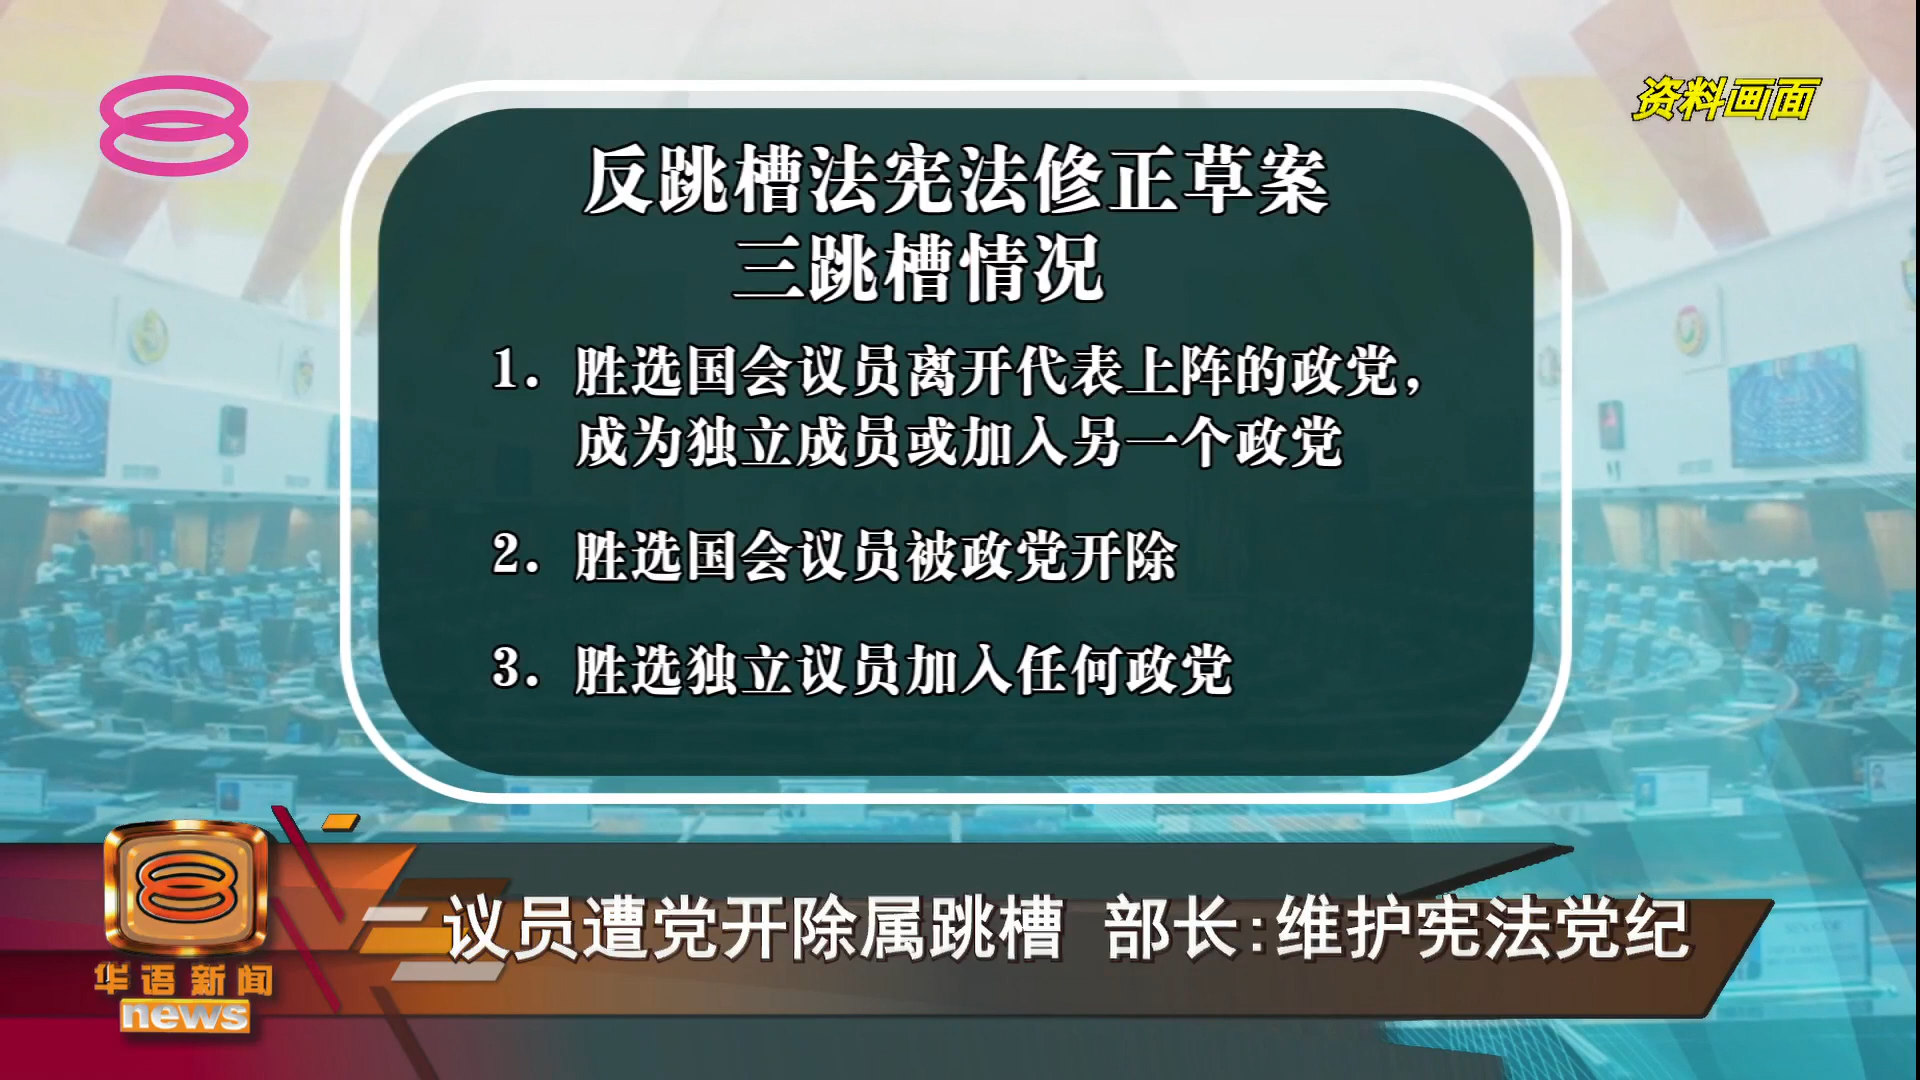 资料画面
反跳槽法宪法修正草案
三跳槽情况
1. 胜选国会议员离开代表上阵的政党，
成为独立成员或加入另一个政党
2. 胜选国会议员被政党开除
3. 胜选独立议员加入任何政党
议员遭党开除属跳槽 部长:维护宪法党纪
华语新闻
news